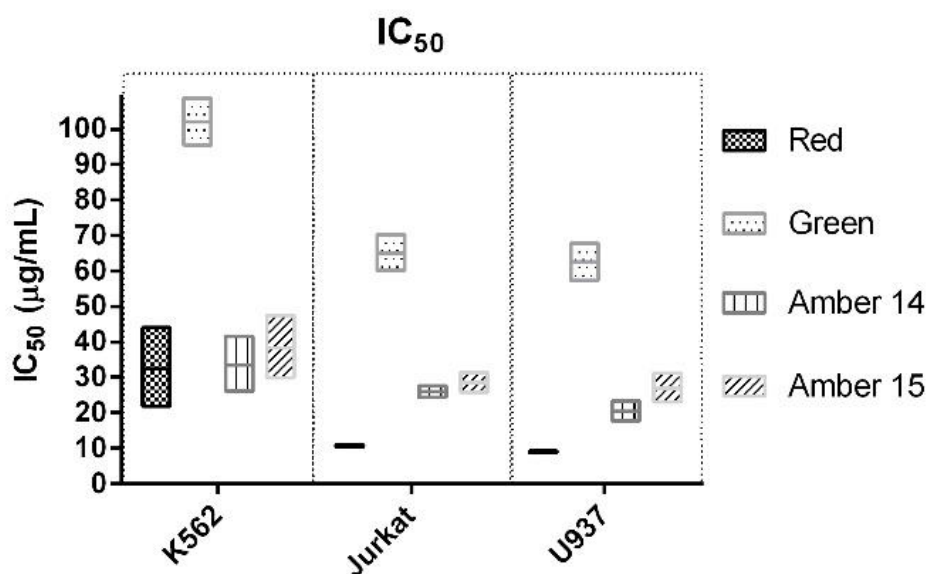 IC₅₀
IC₅₀ (μg/mL)
100
90
80
70
60
50
40
30
20
10
0
K562
Jurkat
U937
Red
Green
Amber 14
Amber 15